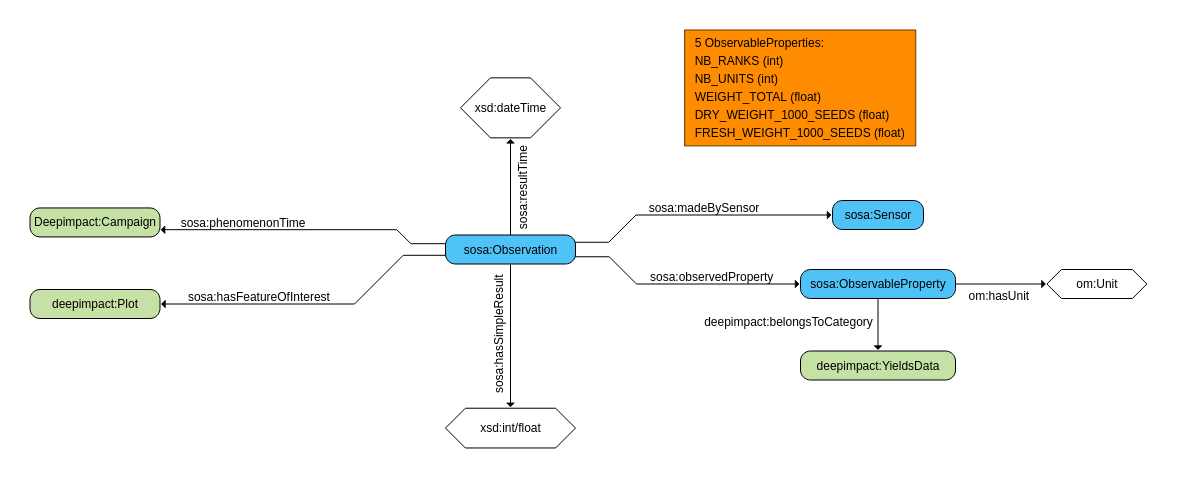 5 ObservableProperties:
NB_RANKS (int)
NB_UNITS (int)
WEIGHT_TOTAL (float)
DRY_WEIGHT_1000_SEEDS (float)
FRESH_WEIGHT_1000_SEEDS (float)
xsd:dateTime
sosa:resultTime
Deepimpact:Campaign
sosa:phenomenonTime
sosa:madeBySensor
sosa:Sensor
sosa:Observation
deepimpact:Plot
sosa:hasFeatureOfInterest
sosa:observedProperty
sosa:ObservableProperty
om:hasUnit
om:Unit
sosa:hasSimpleResult
deepimpact:belongsToCategory
deepimpact:YieldsData
xsd:int/float